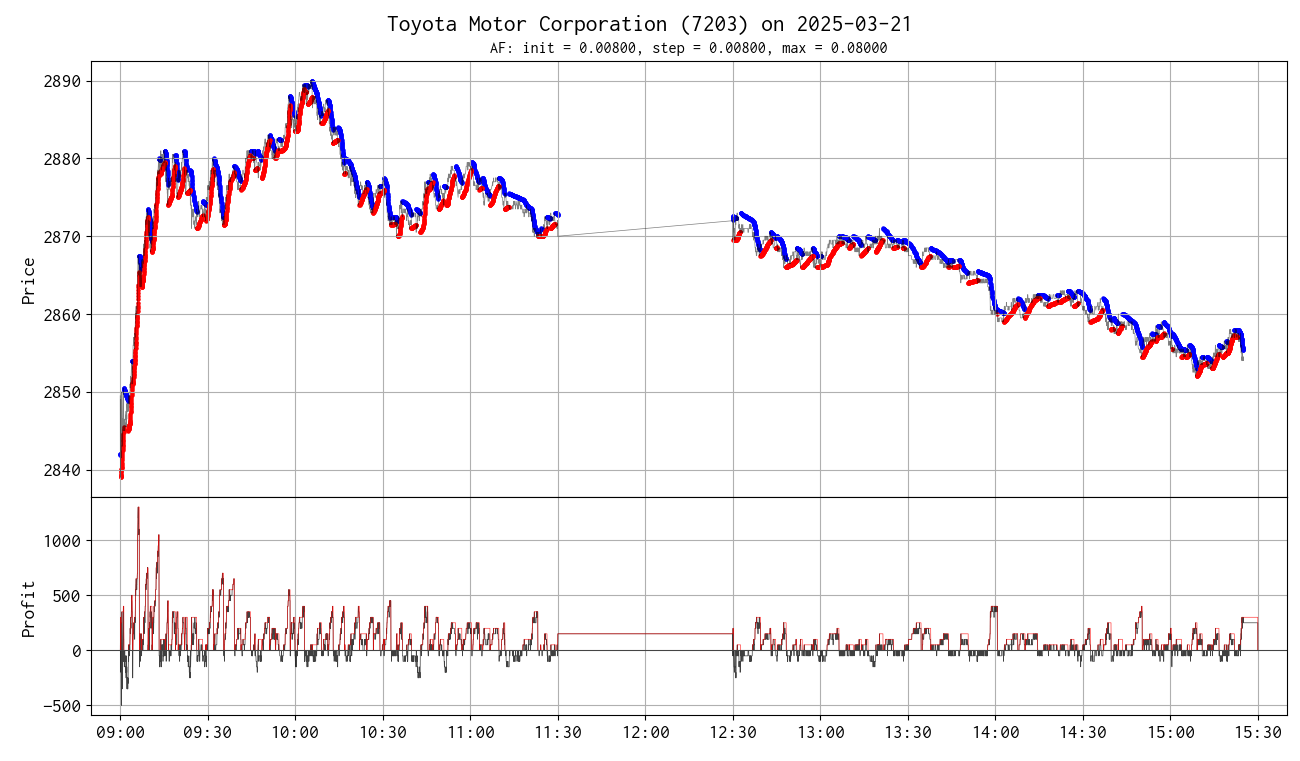 Toyota Motor Corporation (7203) on 2025-03-21
AF: init = 0.00800, step = 0.00800, max = 0.08000
2890
2880
2870
2860
2850
2840
Price
1000
500
0
−500
Profit
09:00 09:30 10:00 10:30 11:00 11:30 12:00 12:30 13:00 13:30 14:00 14:30 15:00 15:30